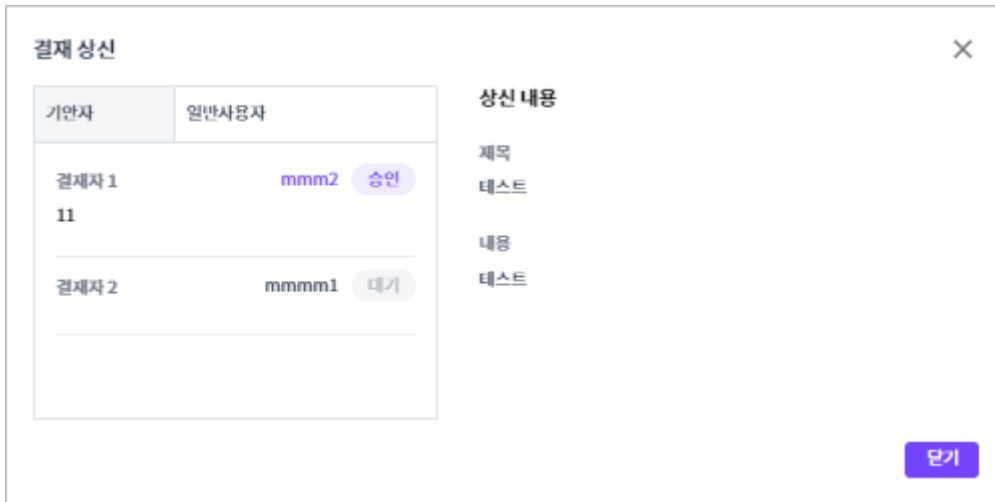 결재 상신
기안자 일반사용자
결재자 1 mmm2 승인
11
결재자 2 mmmm1 대기
상신 내용
제목
테스트
내용
테스트
닫기